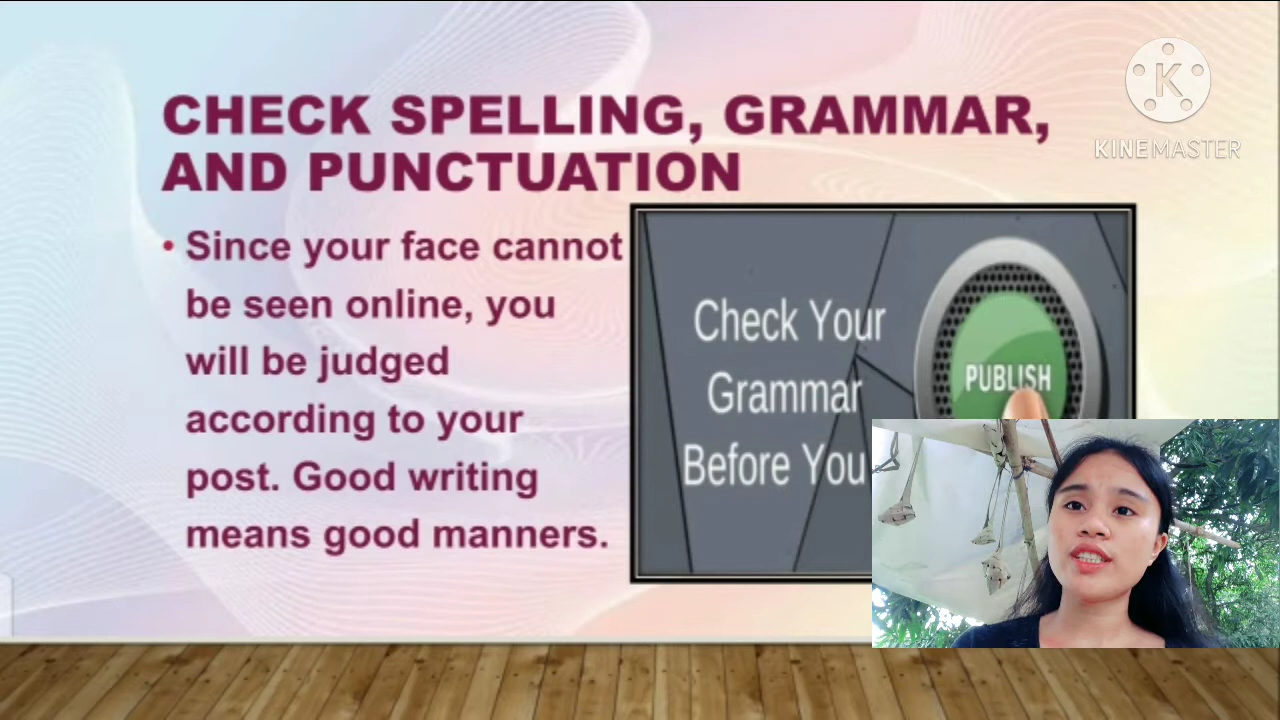 CHECK SPELLING, GRAMMAR,
AND PUNCTUATION
• Since your face cannot
be seen online, you
will be judged
according to your
post. Good writing
means good manners.
Check Your
Grammar
Before You
PUBLISH
K
KINEMASTER